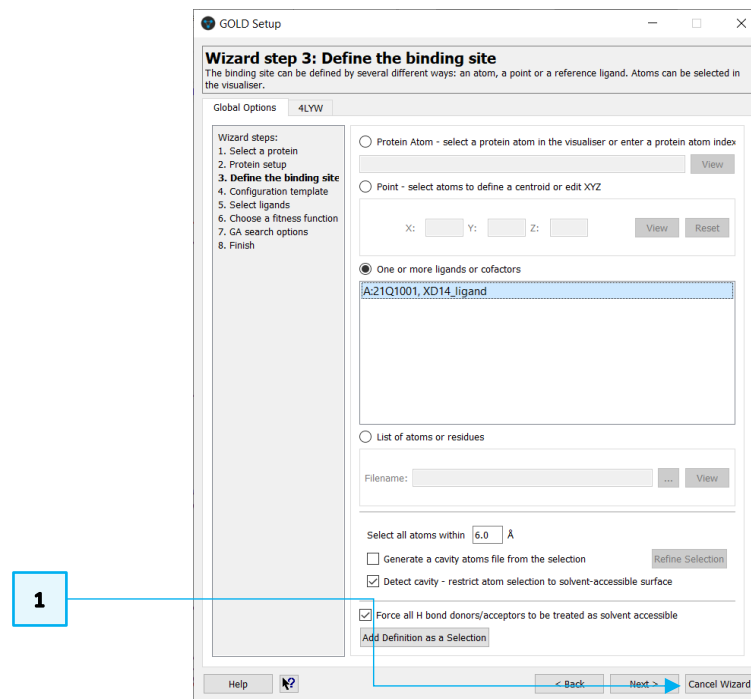 GOLD Setup
Wizard step 3: Define the binding site
The binding site can be defined by several different ways: an atom, a point or a reference ligand. Atoms can be selected in
the visualiser.
Global Options
4LYW
Wizard steps:
1. Select a protein
2. Protein setup
3. Define the binding site
4. Configuration template
5. Select ligands
6. Choose a fitness function
7. GA search options
8. Finish
Protein Atom - select a protein atom in the visualiser or enter a protein atom index
View
Point - select atoms to define a centroid or edit XYZ
X: Y: Z: View Reset
One or more ligands or cofactors
A:21Q1001, XD14_ligand
List of atoms or residues
Filename: ... View
Select all atoms within 6.0 Å
Generate a cavity atoms file from the selection Refine Selection
Detect cavity - restrict atom selection to solvent-accessible surface
Force all H bond donors/acceptors to be treated as solvent accessible
Add Definition as a Selection
1
Help ? < Back Next > Cancel Wizard